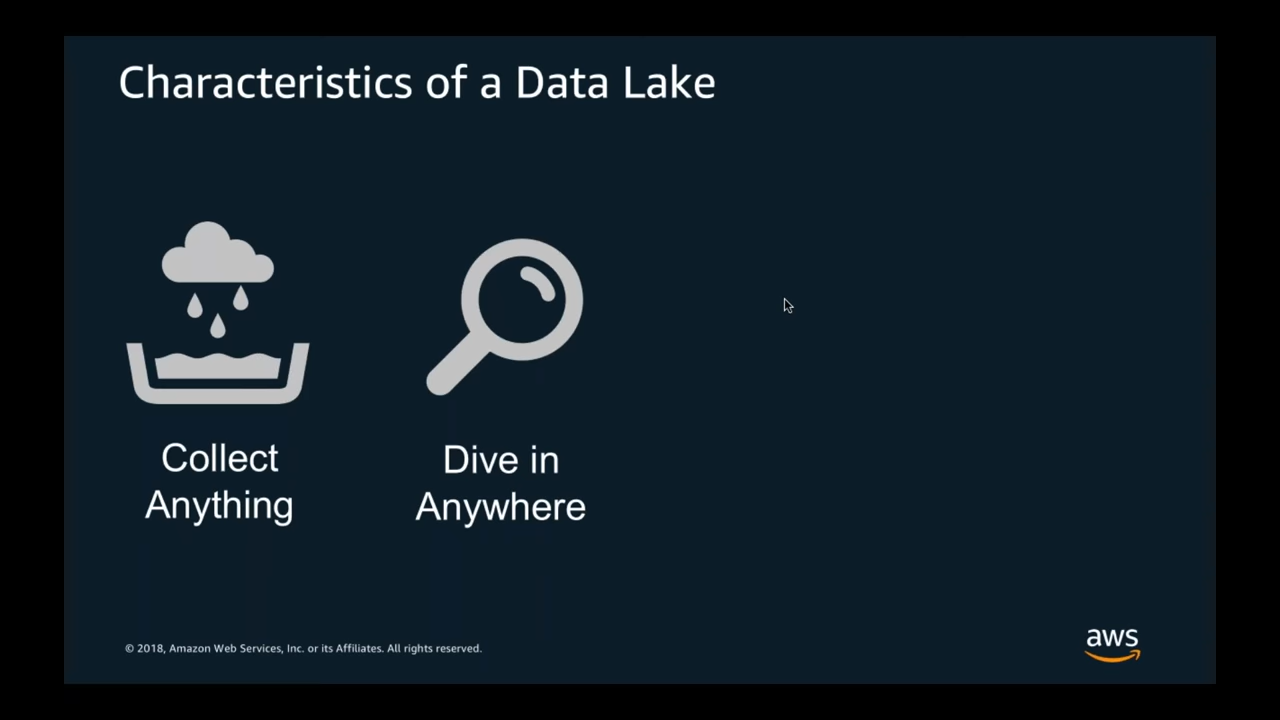 Characteristics of a Data Lake
Collect
Anything
Dive in
Anywhere
© 2018, Amazon Web Services, Inc. or its Affiliates. All rights reserved.
aws